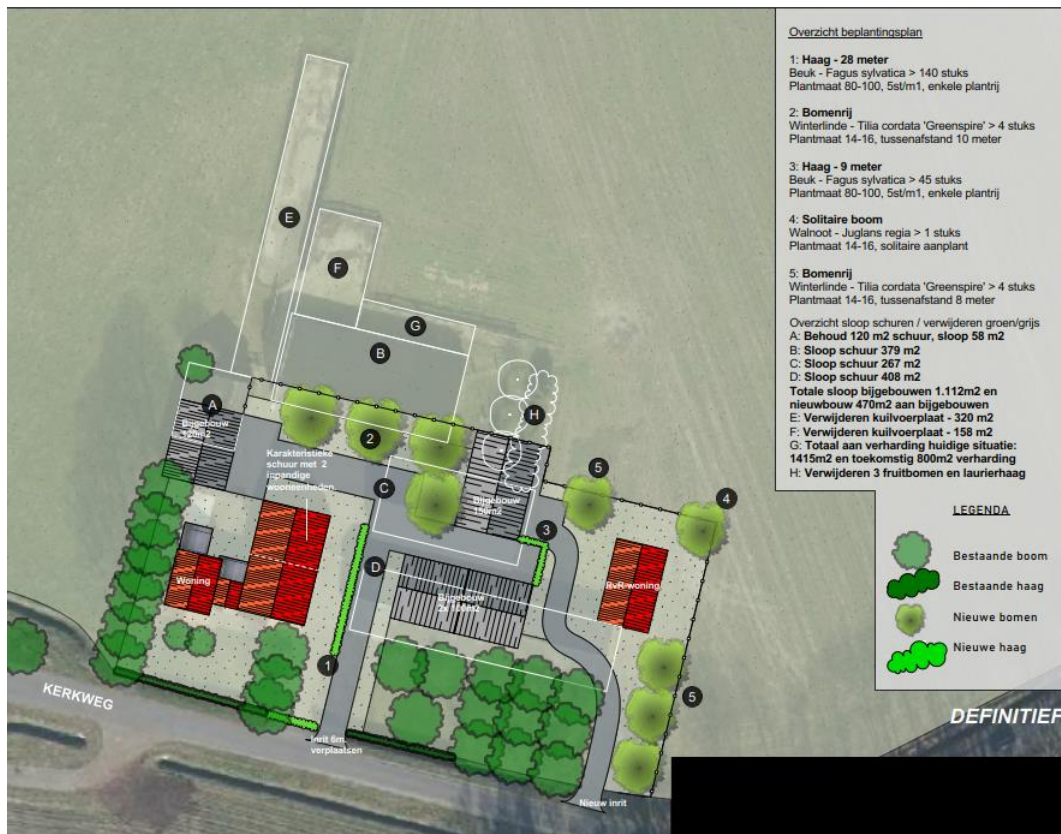 Overzicht beplantingsplan
1: Haag - 28 meter
Beuk - Fagus sylvatica > 140 stuks
Plantmaat 80-100, 5st/m1, enkele plantrij
2: Bomenrij
Winterlinde - Tilia cordata 'Greenspire' > 4 stuks
Plantmaat 14-16, tussenafstand 10 meter
3: Haag - 9 meter
Beuk - Fagus sylvatica > 45 stuks
Plantmaat 80-100, 5st/m1, enkele plantrij
4: Solitaire boom
Walnoot - Juglans regia > 1 stuks
Plantmaat 14-16, solitaire aanplant
5: Bomenrij
Winterlinde - Tilia cordata 'Greenspire' > 4 stuks
Plantmaat 14-16, tussenafstand 8 meter
Overzicht sloop schuren / verwijderen groen/grijs
A: Behoud 120 m2 schuur, sloop 58 m2
B: Sloop schuur 379 m2
C: Sloop schuur 267 m2
D: Sloop schuur 408 m2
Totale sloop bijgebouwen 1.112m2 en
nieuwbouw 470m2 aan bijgebouwen
E: Verwijderen kuilvoerplaat - 320 m2
F: Verwijderen kuilvoerplaat - 158 m2
G: Totaal aan verharding huidige situatie:
1415m2 en toekomstig 800m2 verharding
H: Verwijderen 3 fruitbomen en laurierhaag
LEGENDA
Bestaande boom
Bestaande haag
Nieuwe bomen
Nieuwe haag
DEFINITIEF
E
F
G
B
A
H
Bijgebouw
120m2
2
Karakteristieke
schuur met 2
inpandige
wooneenheden
C
Bijgebouw
150m2
5
4
3
D
Woning
Bijgebouw
2x 100m2
RvR-woning
1
5
KERKWEG
Inrit 6m
verplaatsen
Nieuw inrit